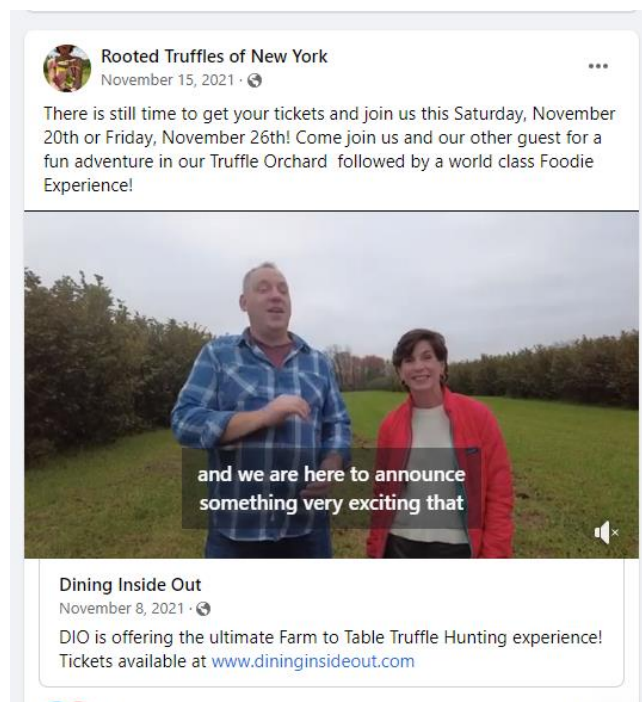 Rooted Truffles of New York
November 15, 2021 ·
There is still time to get your tickets and join us this Saturday, November
20th or Friday, November 26th! Come join us and our other guest for a
fun adventure in our Truffle Orchard followed by a world class Foodie
Experience!
and we are here to announce
something very exciting that
Dining Inside Out
November 8, 2021 ·
DIO is offering the ultimate Farm to Table Truffle Hunting experience!
Tickets available at www.dininginsideout.com